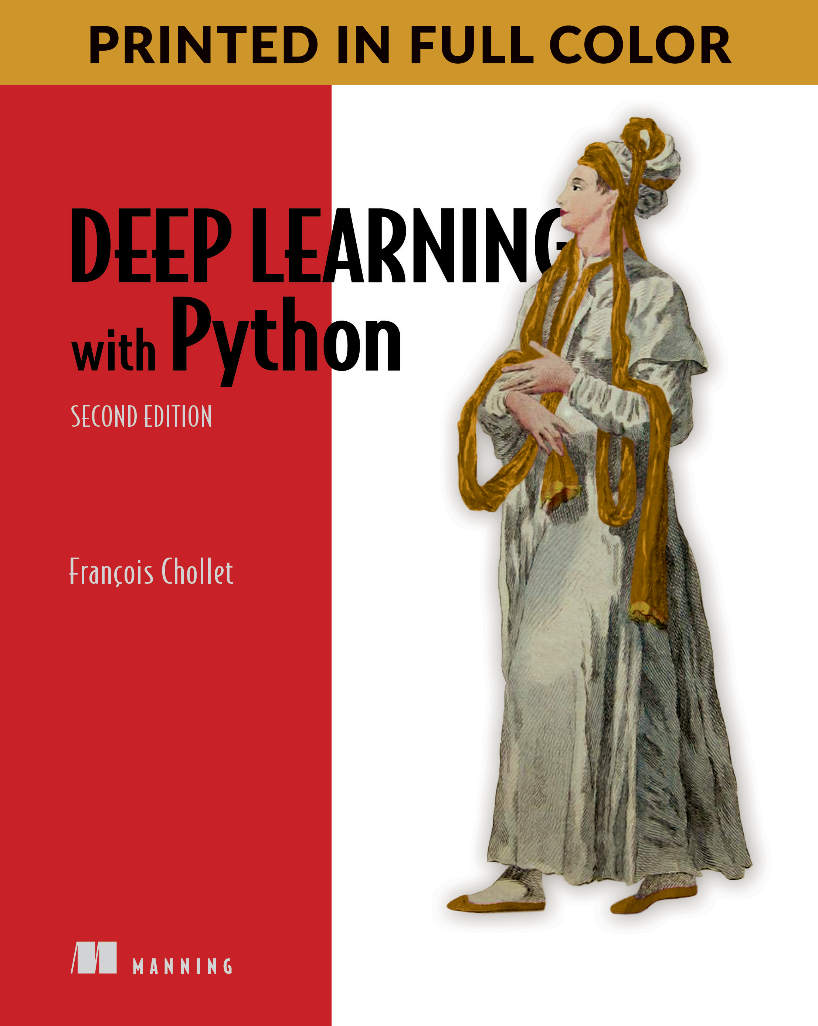 PRINTED IN FULL COLOR
DEEP LEARNING
with Python
SECOND EDITION
François Chollet
MANNING